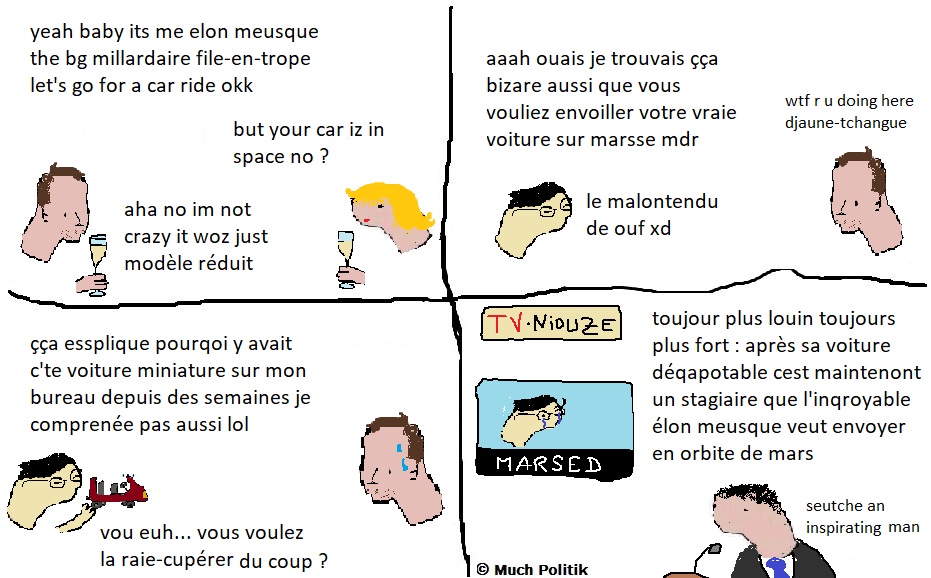 yeah baby its me elon meusque
the bg millardaire file-en-trope
let's go for a car ride okk
but your car iz in
space no ?
aha no im not
crazy it woz just
modèle réduit
aaah ouais je trouvais çça
bizare aussi que vous
vouliez envoiller votre vraie
voiture sur marsse mdr
wtf r u doing here
djaune-tchangue
le malontendu
de ouf xd
çça essplique pourqoi y avait
c'te voiture miniature sur mon
bureau depuis des semaines je
comprenée pas aussi lol
vou euh... vous voulez
la raie-cupérer du coup ?
TV.NiOUZE
MARSED
toujour plus louin toujours
plus fort : après sa voiture
déqapotable cest maintenont
un stagiaire que l'inqroyable
élon meusque veut envoyer
en orbite de mars
seutche an
inspirating man
© Much Politik